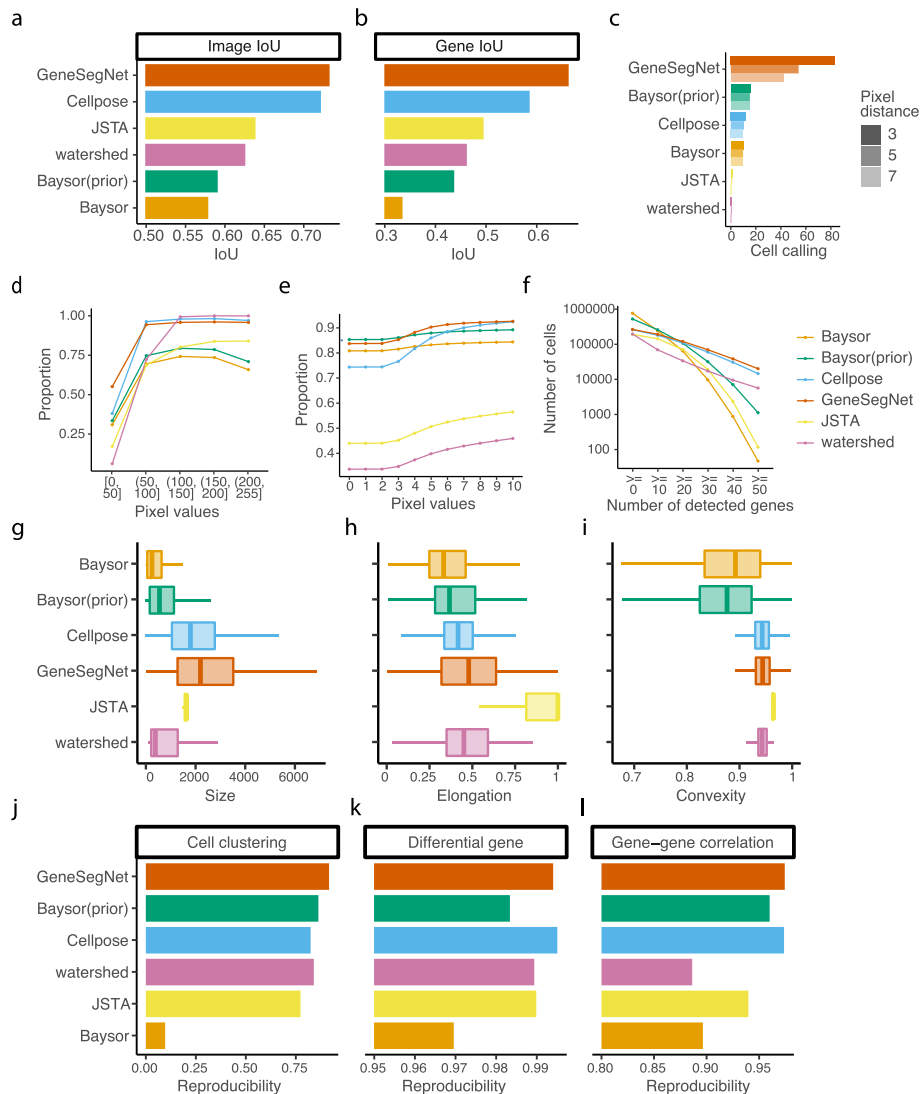 a
b
c
Image IoU
Gene IoU
GeneSegNet
Cellpose
JSTA
watershed
Baysor(prior)
Baysor
0.50 0.55 0.60 0.65 0.70
IoU
0.3 0.4 0.5 0.6
IoU
GeneSegNet
Baysor(prior)
Cellpose
Baysor
JSTA
watershed
0 20 40 60 80
Cell calling
Pixel
distance
3
5
7
d
e
f
Proportion
1.00
0.75
0.50
0.25
[0, 50]
(50, 100]
(100, 150]
(150, 200]
(200, 255]
Pixel values
Proportion
0.9
0.8
0.7
0.6
0.5
0.4
0 1 2 3 4 5 6 7 8 9 10
Pixel values
Number of cells
1000000
100000
10000
1000
100
≥ 0
≥ 10
≥ 20
≥ 30
≥ 40
≥ 50
Number of detected genes
Baysor
Baysor(prior)
Cellpose
GeneSegNet
JSTA
watershed
g
h
i
Baysor
Baysor(prior)
Cellpose
GeneSegNet
JSTA
watershed
0 2000 4000 6000
Size
0 0.25 0.50 0.75 1
Elongation
0.7 0.8 0.9 1
Convexity
j
k
l
Cell clustering
Differential gene
Gene−gene correlation
GeneSegNet
Baysor(prior)
Cellpose
watershed
JSTA
Baysor
0.00 0.25 0.50 0.75
Reproducibility
0.95 0.96 0.97 0.98 0.99
Reproducibility
0.80 0.85 0.90 0.95
Reproducibility